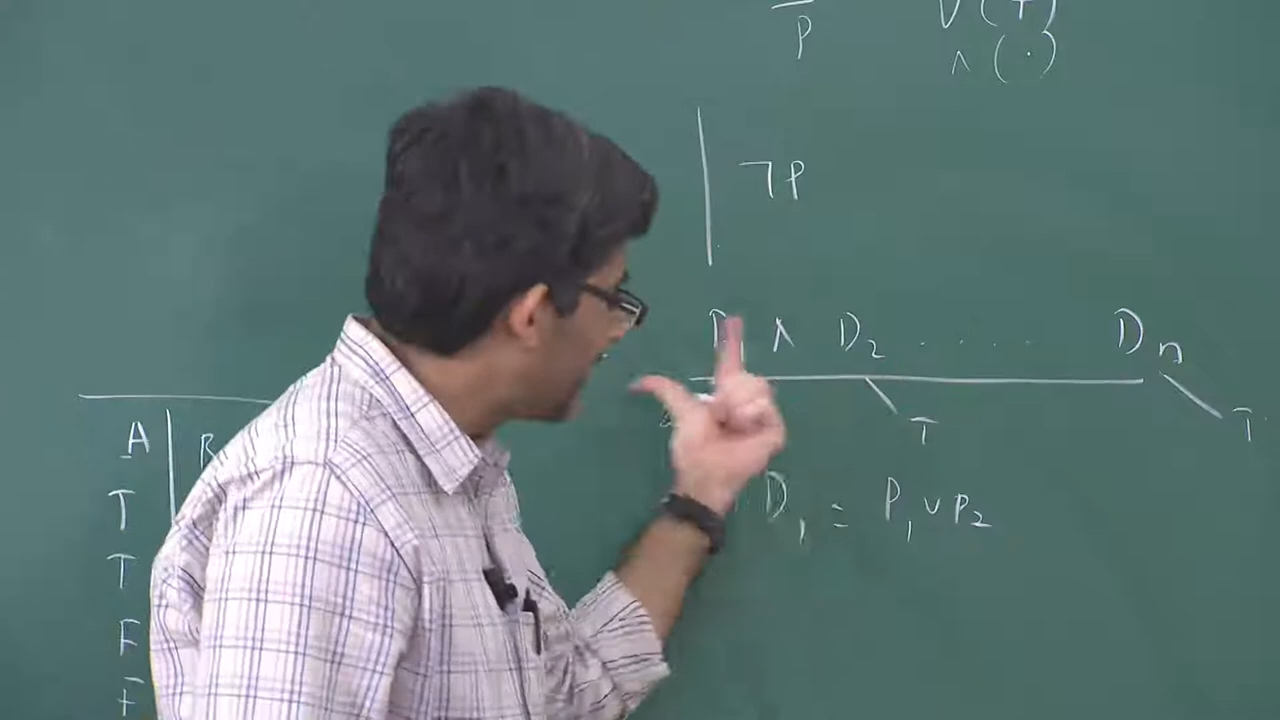 P V(T)
∧(·)
¬P
D₁ ∧ D₂ ..... Dₙ
T T
A
T D₁ = P₁ ∨ P₂
T
F
F